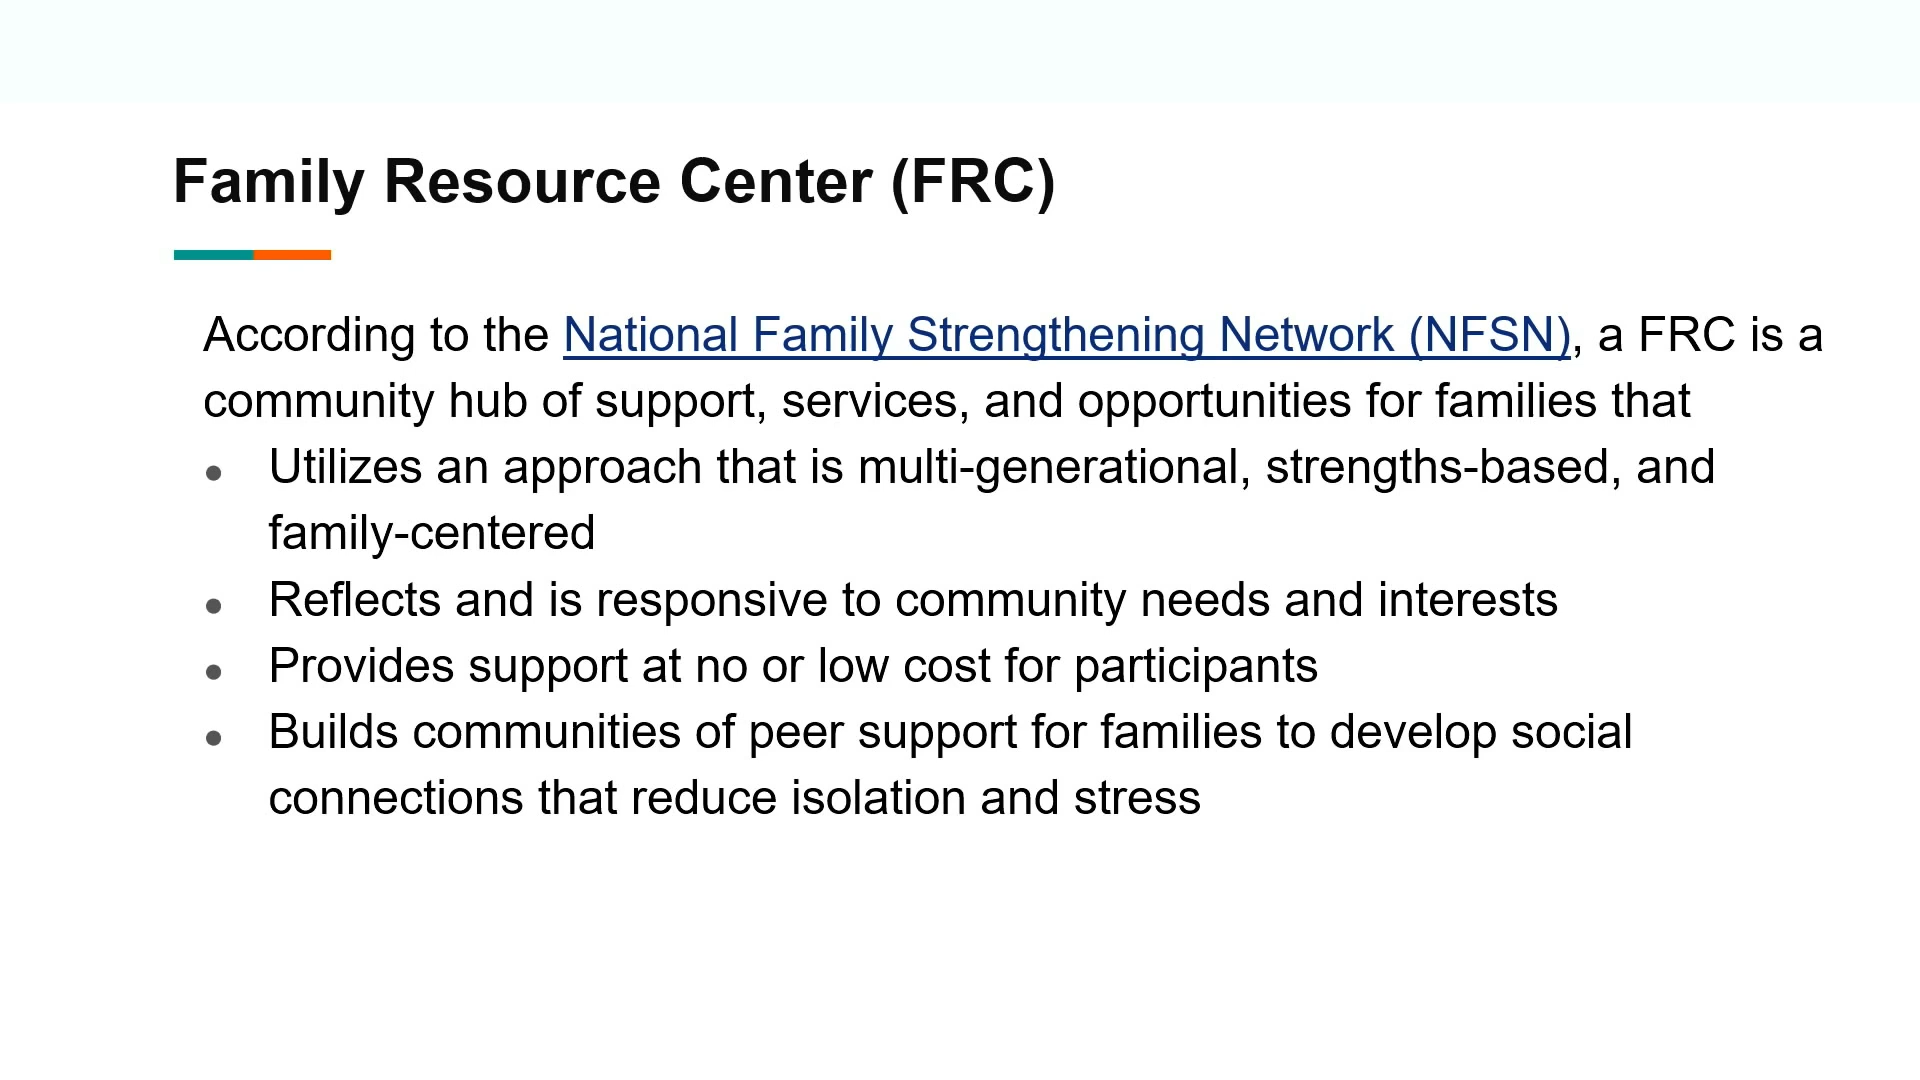 Family Resource Center (FRC)
According to the National Family Strengthening Network (NFSN), a FRC is a
community hub of support, services, and opportunities for families that
● Utilizes an approach that is multi-generational, strengths-based, and
family-centered
● Reflects and is responsive to community needs and interests
● Provides support at no or low cost for participants
● Builds communities of peer support for families to develop social
connections that reduce isolation and stress